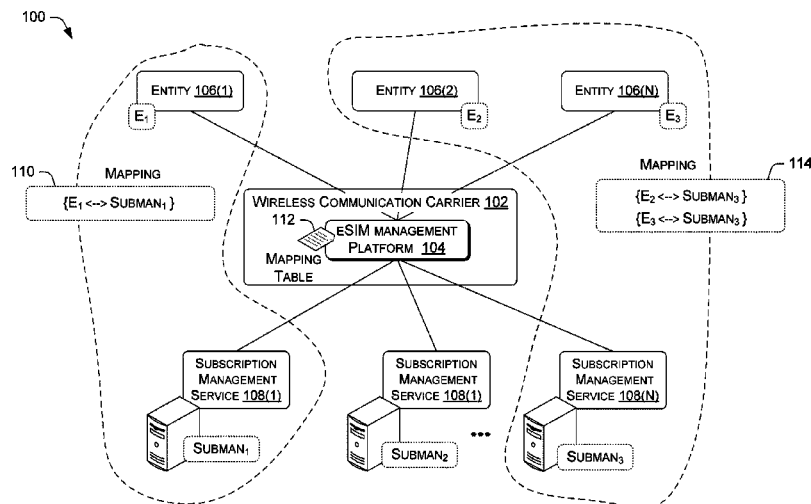 100
ENTITY 106(1)
E1
ENTITY 106(2)
E2
ENTITY 106(N)
E3
110
MAPPING
{E1 <--> SUBMAN1}
114
MAPPING
{E2 <--> SUBMAN3}
{E3 <--> SUBMAN3}
WIRELESS COMMUNICATION CARRIER 102
112
eSIM MANAGEMENT
PLATFORM 104
MAPPING
TABLE
SUBSCRIPTION
MANAGEMENT
SERVICE 108(1)
SUBMAN1
SUBSCRIPTION
MANAGEMENT
SERVICE 108(1)
SUBMAN2
...
SUBSCRIPTION
MANAGEMENT
SERVICE 108(N)
SUBMAN3